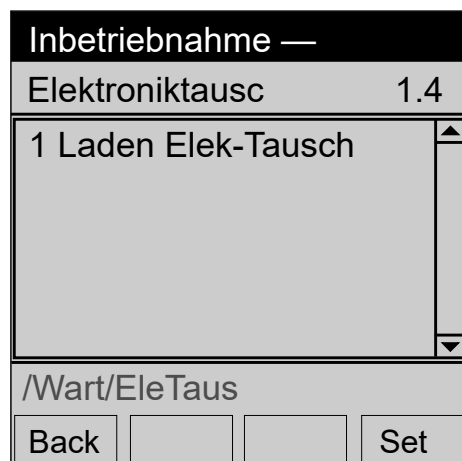 Inbetriebnahme —
Elektroniktausc 1.4
1 Laden Elek-Tausch
/Wart/EleTaus
Back Set